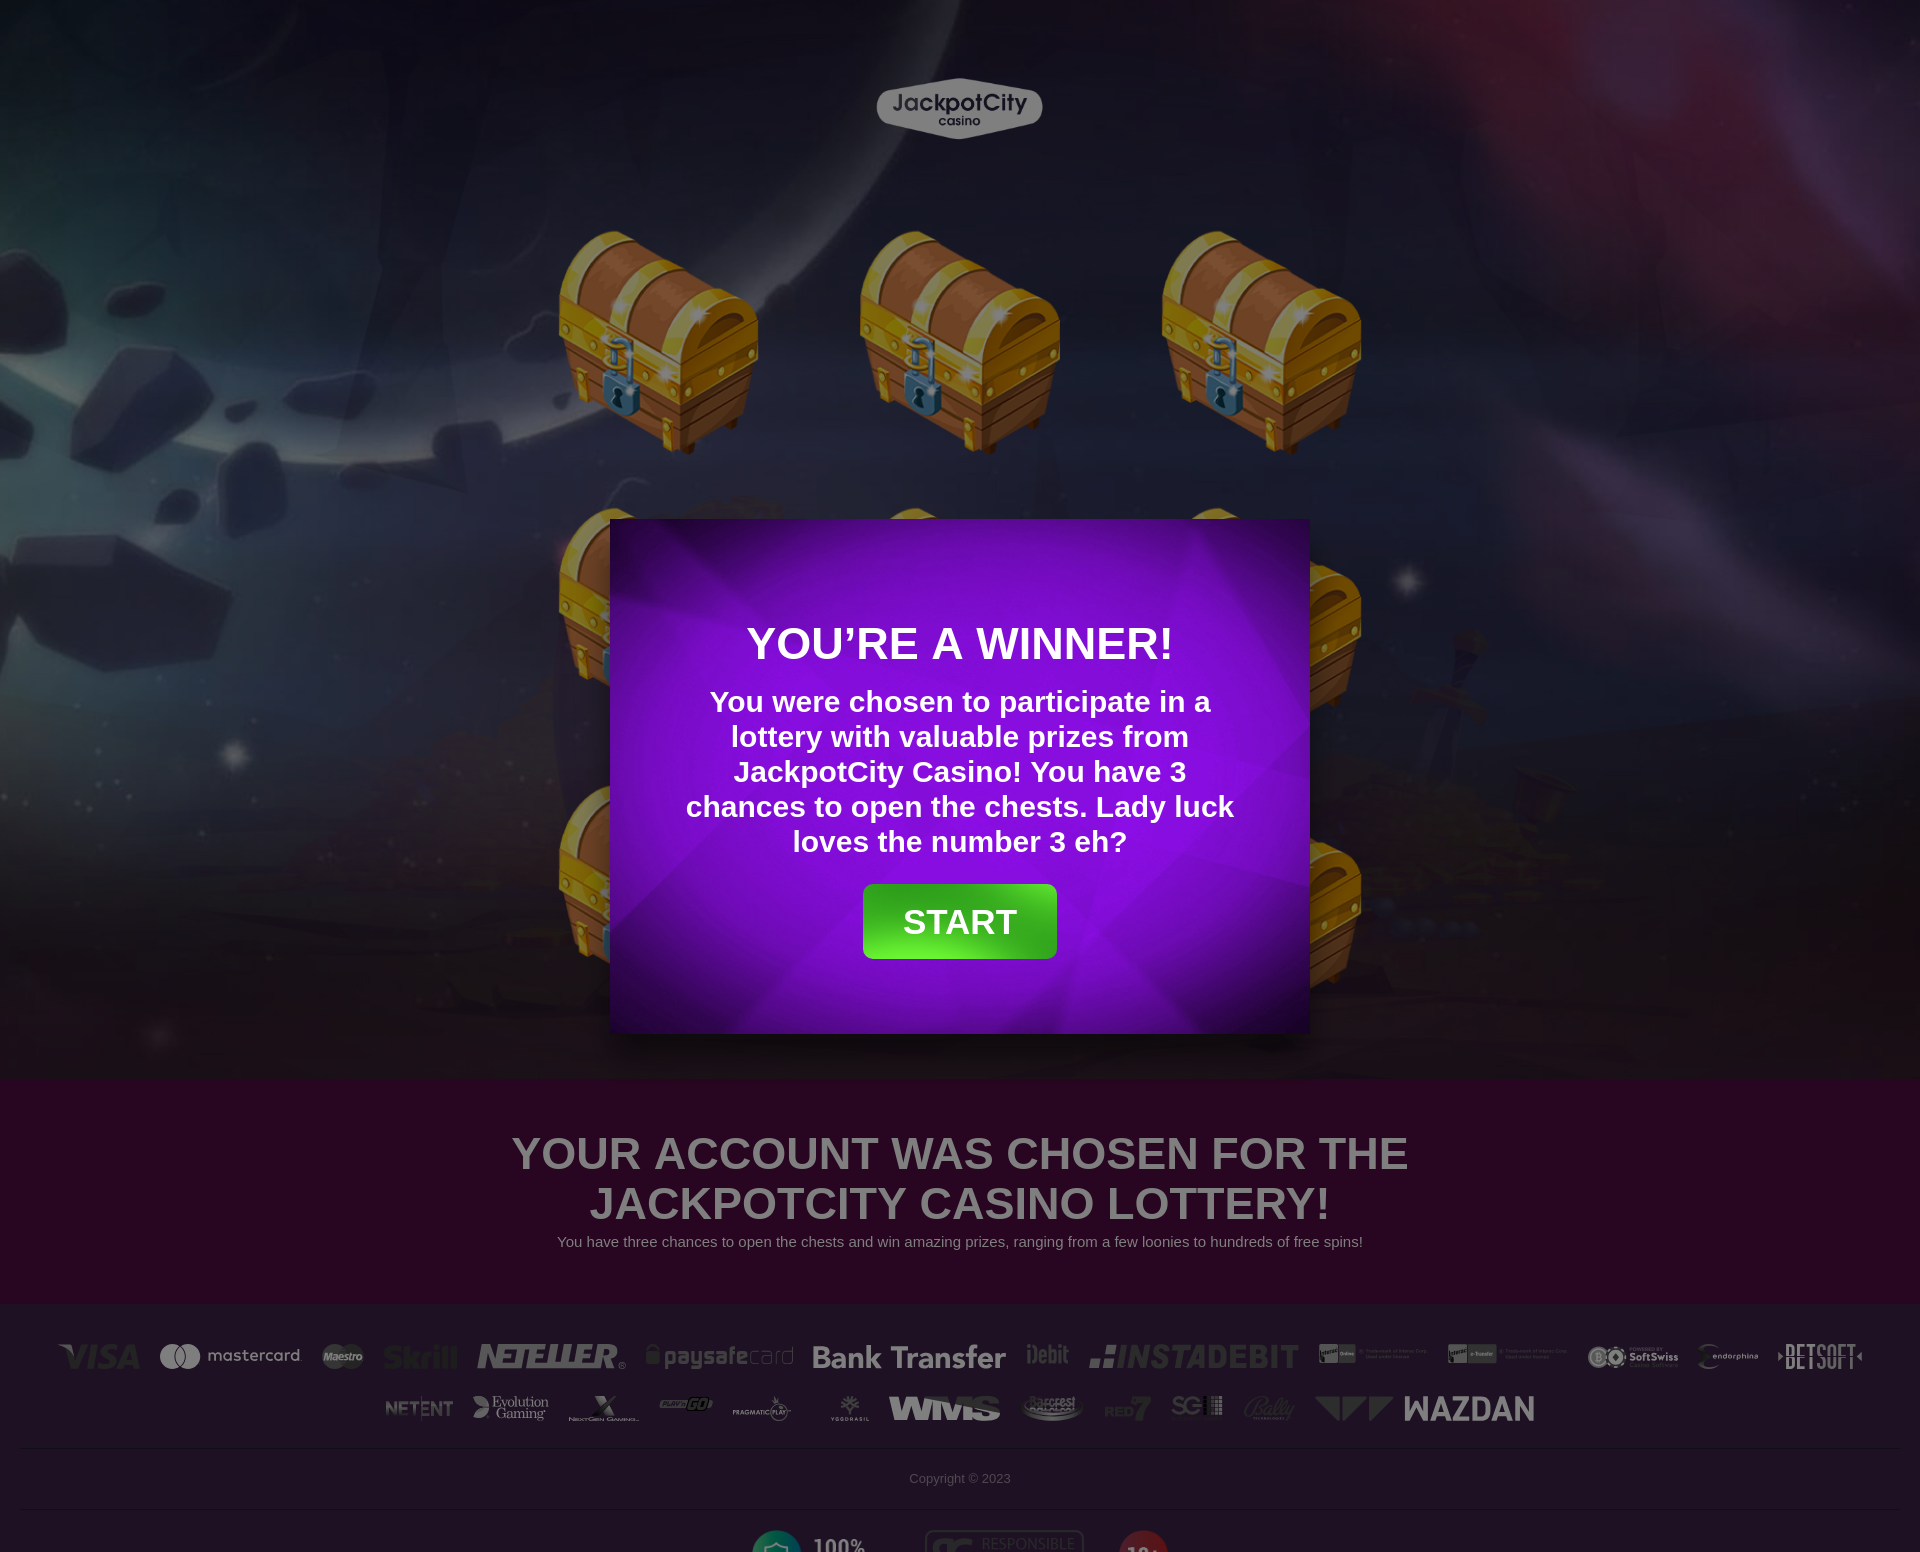 JackpotCity
casino
YOU’RE A WINNER!
You were chosen to participate in a
lottery with valuable prizes from
JackpotCity Casino! You have 3
chances to open the chests. Lady luck
loves the number 3 eh?
START
YOUR ACCOUNT WAS CHOSEN FOR THE
JACKPOTCITY CASINO LOTTERY!
You have three chances to open the chests and win amazing prizes, ranging from a few loonies to hundreds of free spins!
VISA mastercard Maestro Skrill NETELLER® paysafecard Bank Transfer iDebit INSTADEBIT SoftSwiss endorphina BETSOFT
NETENT Evolution Gaming NEXTGEN GAMING PLAY'N GO PRAGMATIC PLAY YGGDRASIL WMS Barcrest RED7 SG Bally WAZDAN
Copyright © 2023
100% RESPONSIBLE 18+